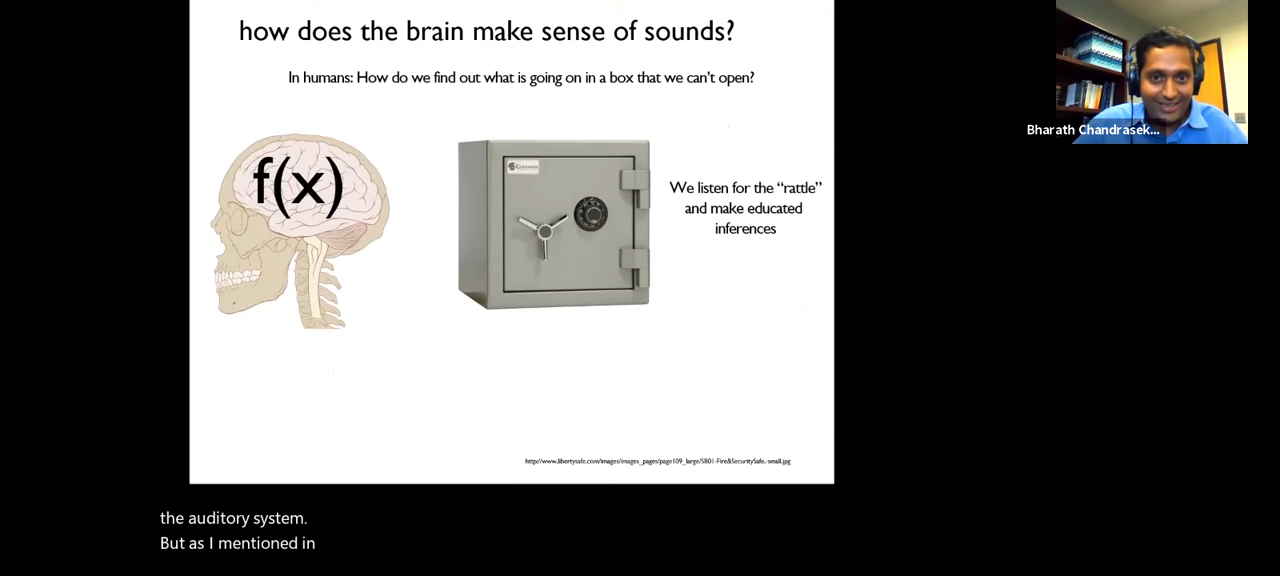 how does the brain make sense of sounds?
In humans: How do we find out what is going on in a box that we can't open?
Bharath Chandrasek...
f(x)
We listen for the “rattle”
and make educated
inferences
the auditory system.
But as I mentioned in